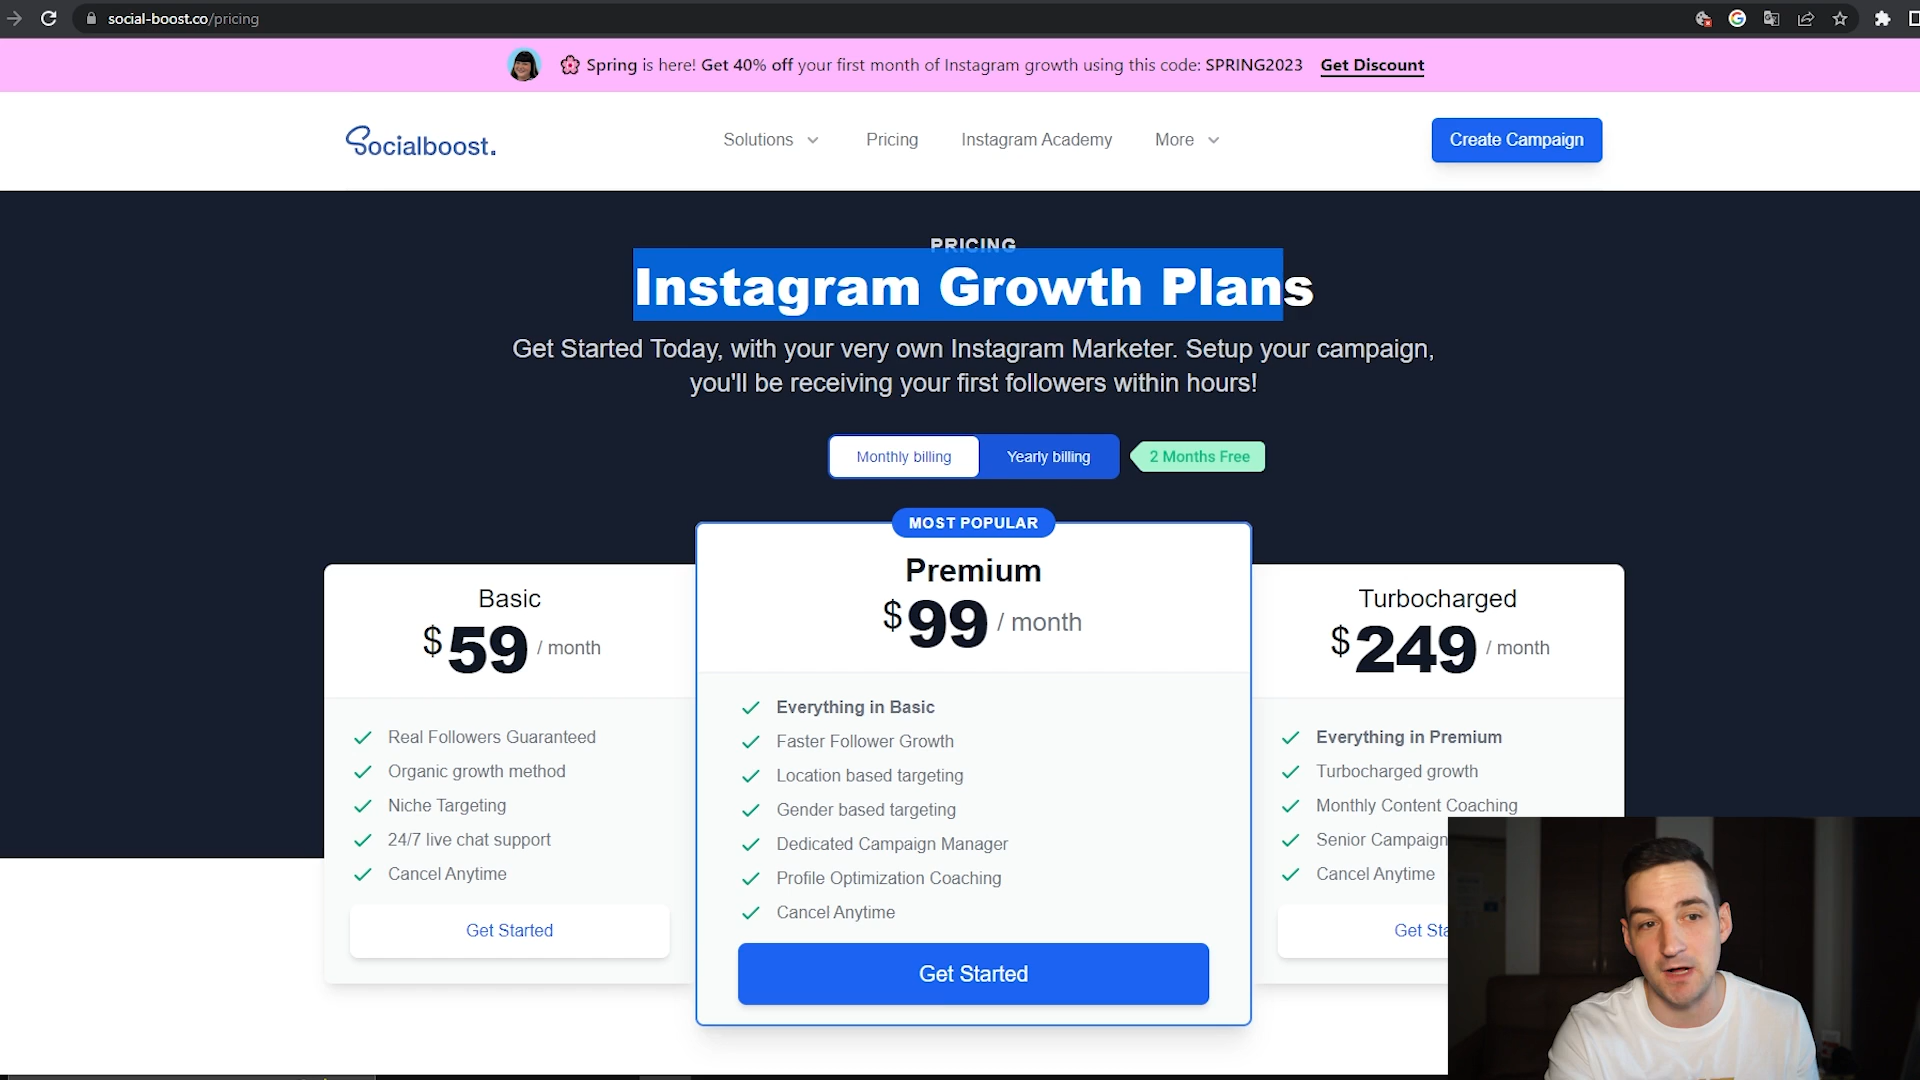 social-boost.co/pricing
Spring is here! Get 40% off your first month of Instagram growth using this code: SPRING2023 Get Discount
Socialboost.
Solutions
Pricing
Instagram Academy
More
Create Campaign
PRICING
Instagram Growth Plans
Get Started Today, with your very own Instagram Marketer. Setup your campaign,
you'll be receiving your first followers within hours!
Monthly billing
Yearly billing
2 Months Free
Basic
$59 / month
Real Followers Guaranteed
Organic growth method
Niche Targeting
24/7 live chat support
Cancel Anytime
Get Started
MOST POPULAR
Premium
$99 / month
Everything in Basic
Faster Follower Growth
Location based targeting
Gender based targeting
Dedicated Campaign Manager
Profile Optimization Coaching
Cancel Anytime
Get Started
Turbocharged
$249 / month
Everything in Premium
Turbocharged growth
Monthly Content Coaching
Senior Campaign
Cancel Anytime
Get